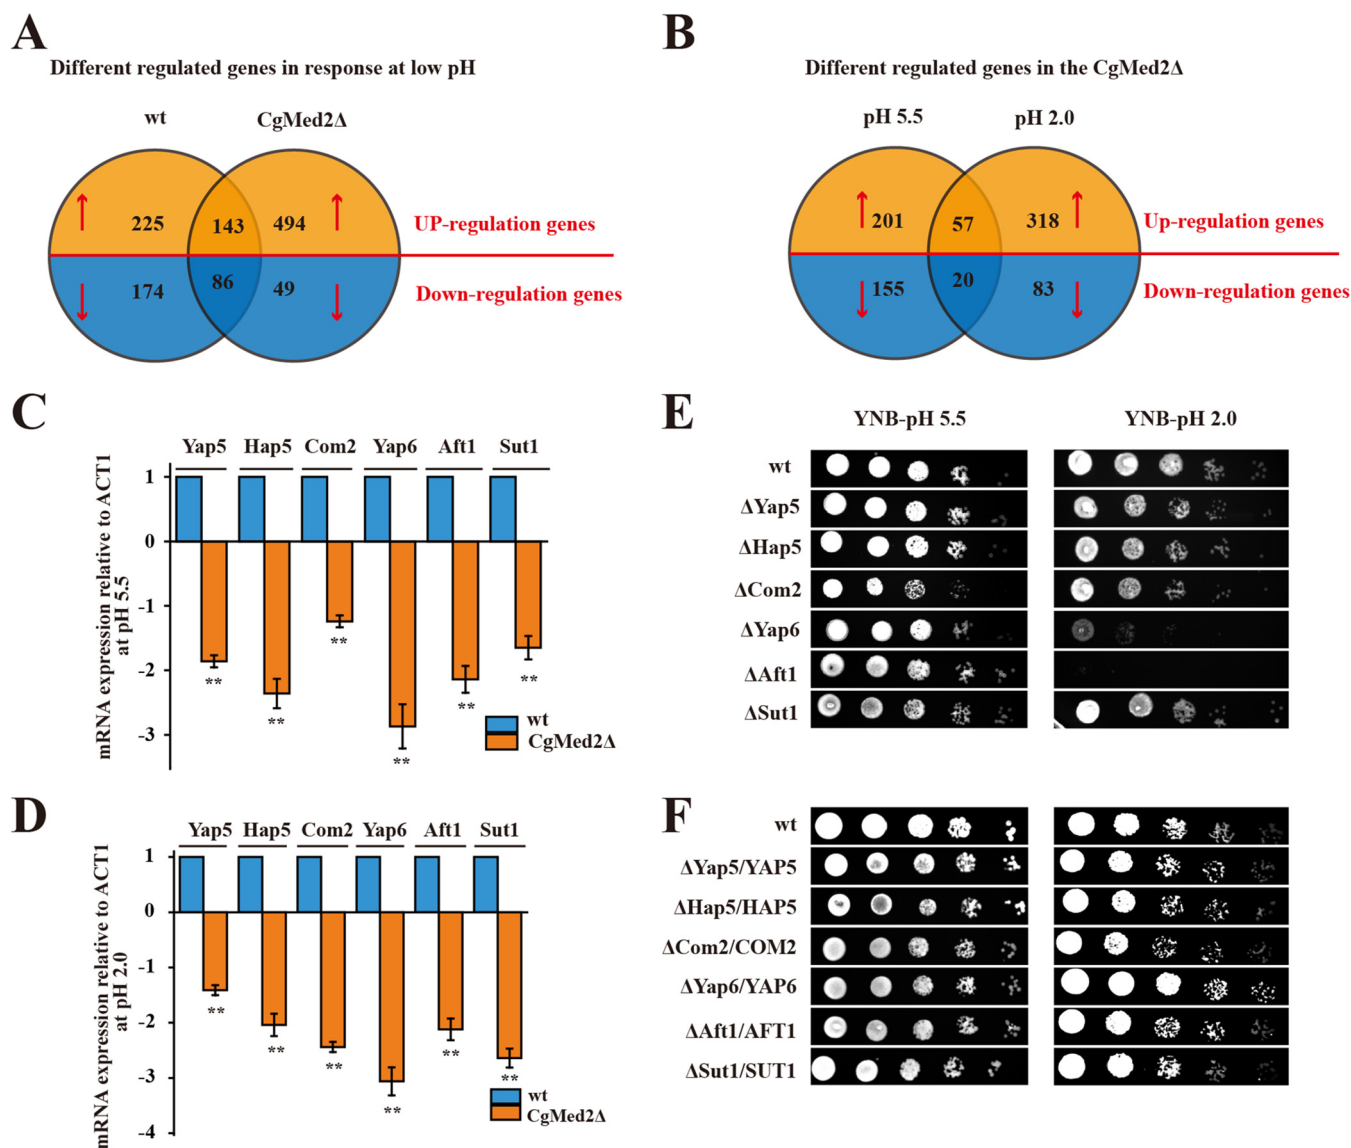 A
Different regulated genes in response at low pH
wt CgMed2Δ
225 143 494
UP-regulation genes
174 86 49
Down-regulation genes
B
Different regulated genes in the CgMed2Δ
pH 5.5 pH 2.0
201 57 318
Up-regulation genes
155 20 83
Down-regulation genes
C
Yap5 Hap5 Com2 Yap6 Aft1 Sut1
mRNA expression relative to ACT1
at pH 5.5
1
0
-1
-2
-3
** ** ** ** ** **
wt
CgMed2Δ
D
Yap5 Hap5 Com2 Yap6 Aft1 Sut1
mRNA expression relative to ACT1
at pH 2.0
1
0
-1
-2
-3
-4
** ** ** ** ** **
wt
CgMed2Δ
E
YNB-pH 5.5 YNB-pH 2.0
wt
ΔYap5
ΔHap5
ΔCom2
ΔYap6
ΔAft1
ΔSut1
F
wt
ΔYap5/YAP5
ΔHap5/HAP5
ΔCom2/COM2
ΔYap6/YAP6
ΔAft1/AFT1
ΔSut1/SUT1